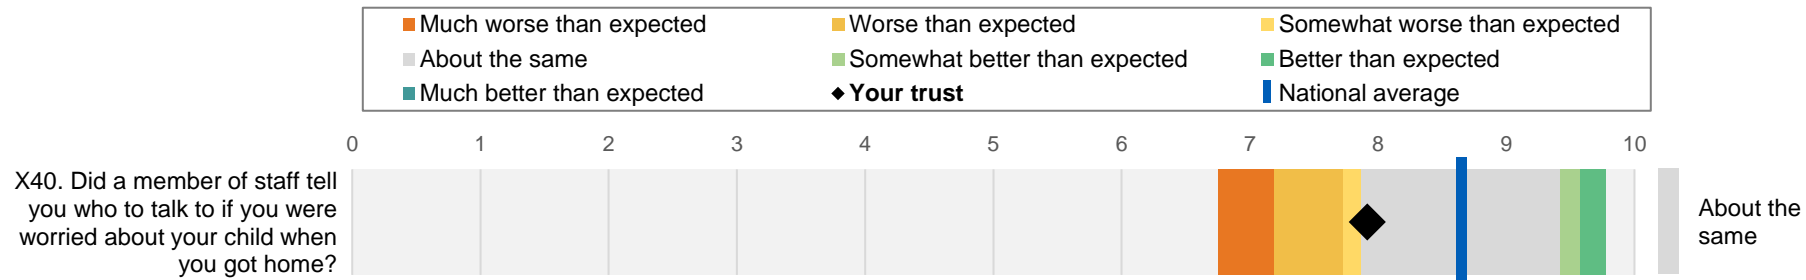 Much worse than expected Worse than expected Somewhat worse than expected
About the same Somewhat better than expected Better than expected
Much better than expected Your trust National average
0 1 2 3 4 5 6 7 8 9 10
X40. Did a member of staff tell
you who to talk to if you were
worried about your child when
you got home?
About the
same